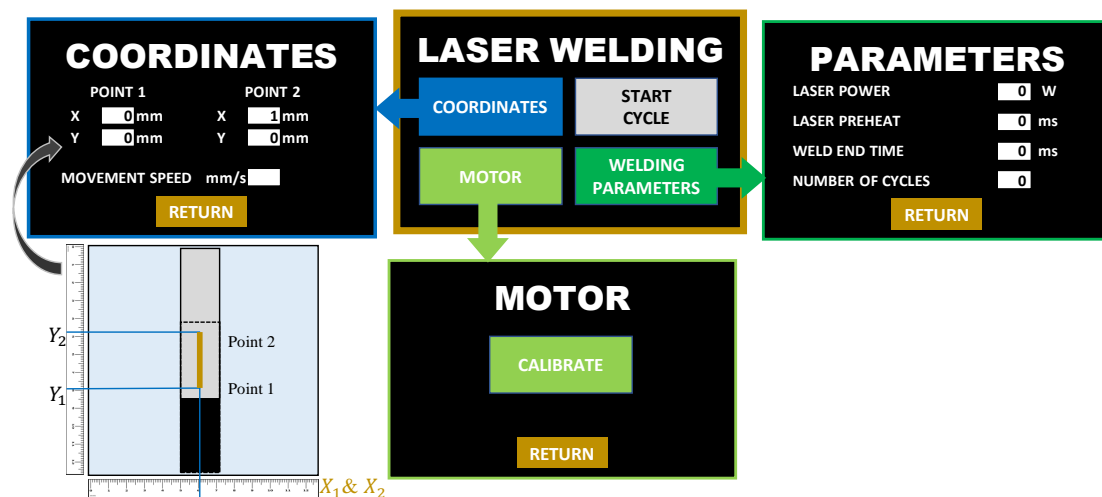 COORDINATES
POINT 1 POINT 2
X 0 mm X 1 mm
Y 0 mm Y 0 mm
MOVEMENT SPEED mm/s
RETURN
LASER WELDING
COORDINATES
START
CYCLE
MOTOR
WELDING
PARAMETERS
PARAMETERS
LASER POWER 0 W
LASER PREHEAT 0 ms
WELD END TIME 0 ms
NUMBER OF CYCLES 0
RETURN
MOTOR
CALIBRATE
RETURN
Y₂
Point 2
Y₁
Point 1
X₁& X₂